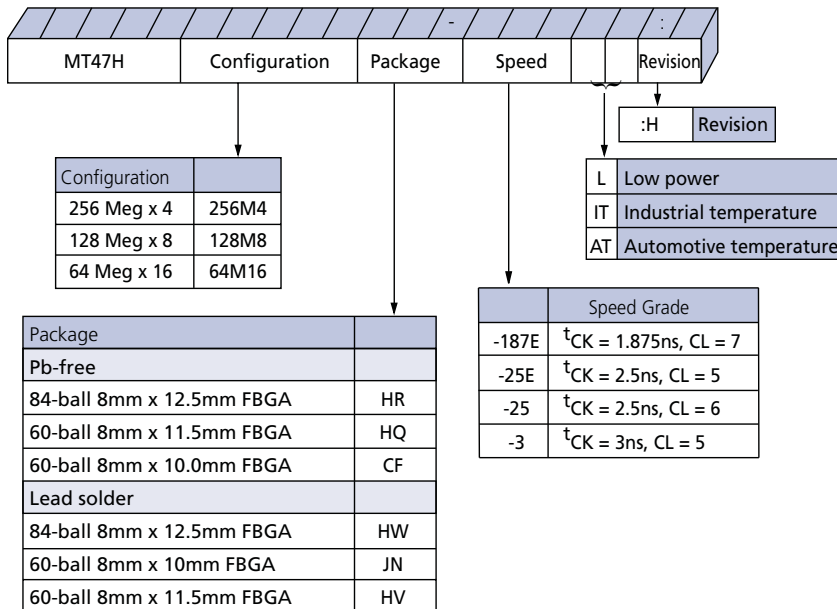 - :
MT47H Configuration Package Speed Revision
:H Revision
L Low power
IT Industrial temperature
AT Automotive temperature
Configuration
256 Meg x 4 256M4
128 Meg x 8 128M8
64 Meg x 16 64M16
Speed Grade
-187E tCK = 1.875ns, CL = 7
-25E tCK = 2.5ns, CL = 5
-25 tCK = 2.5ns, CL = 6
-3 tCK = 3ns, CL = 5
Package
Pb-free
84-ball 8mm x 12.5mm FBGA HR
60-ball 8mm x 11.5mm FBGA HQ
60-ball 8mm x 10.0mm FBGA CF
Lead solder
84-ball 8mm x 12.5mm FBGA HW
60-ball 8mm x 10mm FBGA JN
60-ball 8mm x 11.5mm FBGA HV